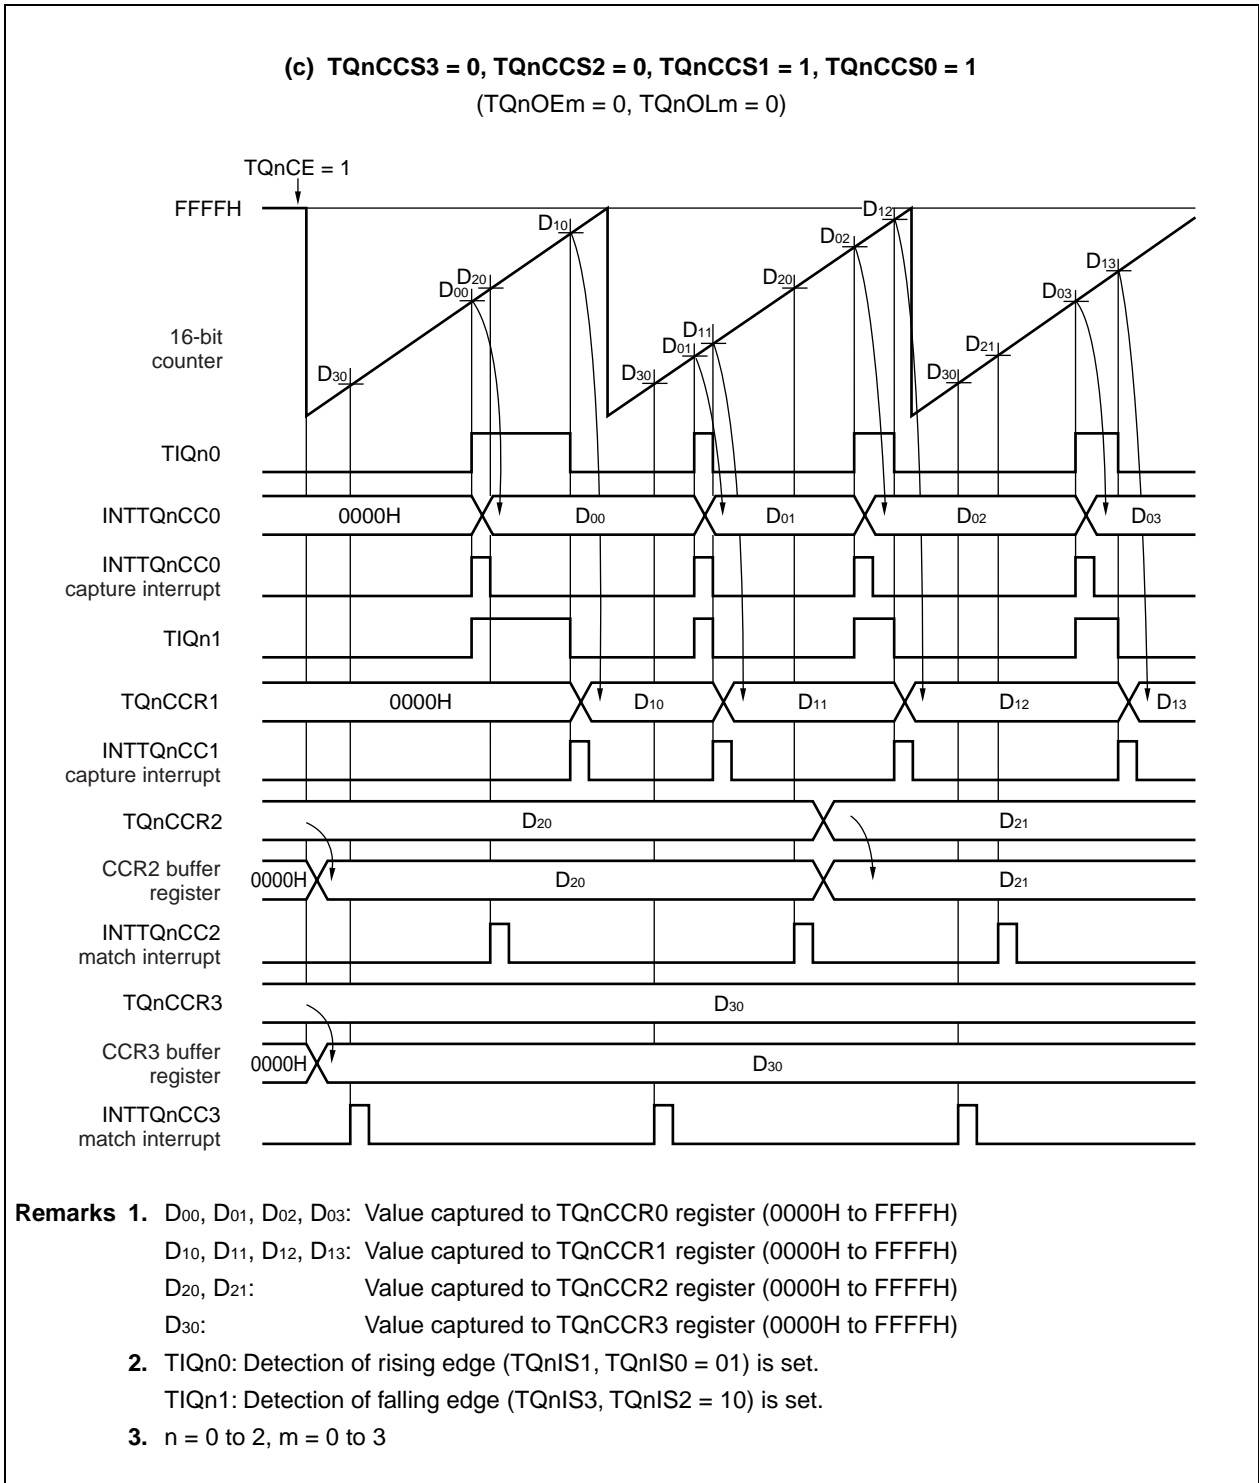 (c) TQnCCS3 = 0, TQnCCS2 = 0, TQnCCS1 = 1, TQnCCS0 = 1
(TQnOEm = 0, TQnOLm = 0)
TQnCE = 1
FFFFH
16-bit
counter
D30
D00
D20
D10
D30
D01
D11
D20
D02
D12
D30
D21
D03
D13
TIQn0
INTTQnCC0
0000H
D00
D01
D02
D03
INTTQnCC0
capture interrupt
TIQn1
TQnCCR1
0000H
D10
D11
D12
D13
INTTQnCC1
capture interrupt
TQnCCR2
D20
D21
CCR2 buffer
register
0000H
D20
D21
INTTQnCC2
match interrupt
TQnCCR3
D30
CCR3 buffer
register
0000H
D30
INTTQnCC3
match interrupt
Remarks 1. D00, D01, D02, D03: Value captured to TQnCCR0 register (0000H to FFFFH)
D10, D11, D12, D13: Value captured to TQnCCR1 register (0000H to FFFFH)
D20, D21: Value captured to TQnCCR2 register (0000H to FFFFH)
D30: Value captured to TQnCCR3 register (0000H to FFFFH)
2. TIQn0: Detection of rising edge (TQnIS1, TQnIS0 = 01) is set.
TIQn1: Detection of falling edge (TQnIS3, TQnIS2 = 10) is set.
3. n = 0 to 2, m = 0 to 3